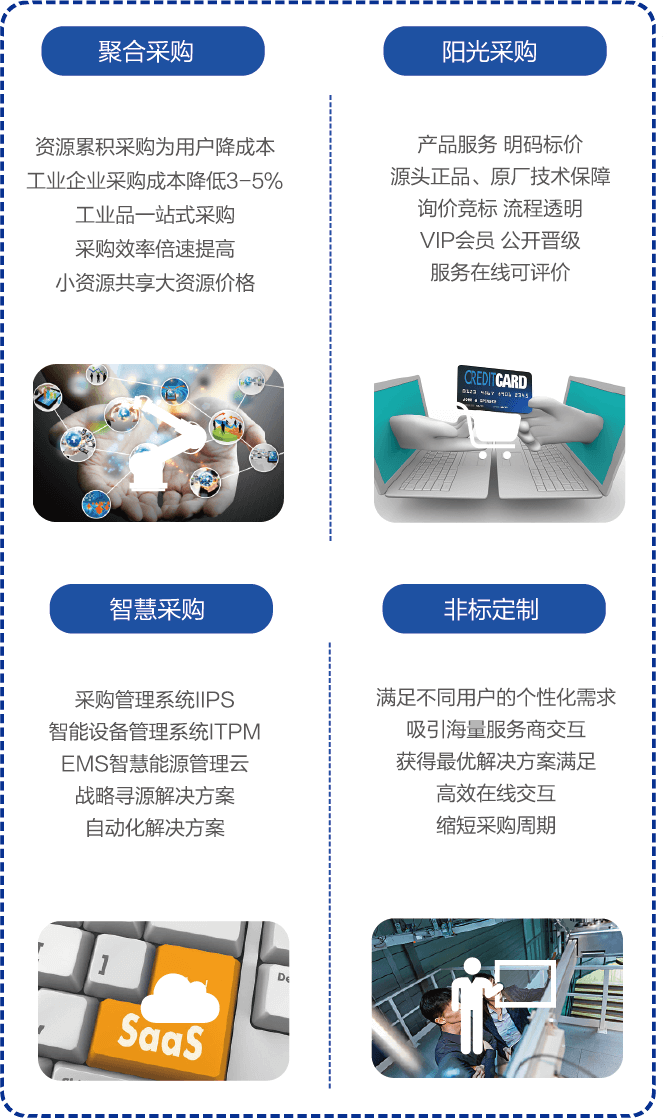 聚合采购
资源累积采购为用户降成本
工业企业采购成本降低3-5%
工业品一站式采购
采购效率倍速提高
小资源共享大资源价格
阳光采购
产品服务 明码标价
源头正品、原厂技术保障
询价竞标 流程透明
VIP会员 公开晋级
服务在线可评价
CREDITCARD
智慧采购
采购管理系统IIPS
智能设备管理系统ITPM
EMS智慧能源管理云
战略寻源解决方案
自动化解决方案
]
De
SaaS
非标定制
满足不同用户的个性化需求
吸引海量服务商交互
获得最优解决方案满足
高效在线交互
缩短采购周期